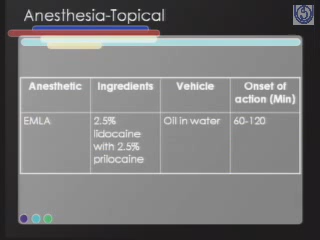 Anesthesia-Topical
Anesthetic Ingredients Vehicle Onset of
action (Min)
EMLA 2.5% Oil in water 60-120
lidocaine
with 2.5%
prilocaine